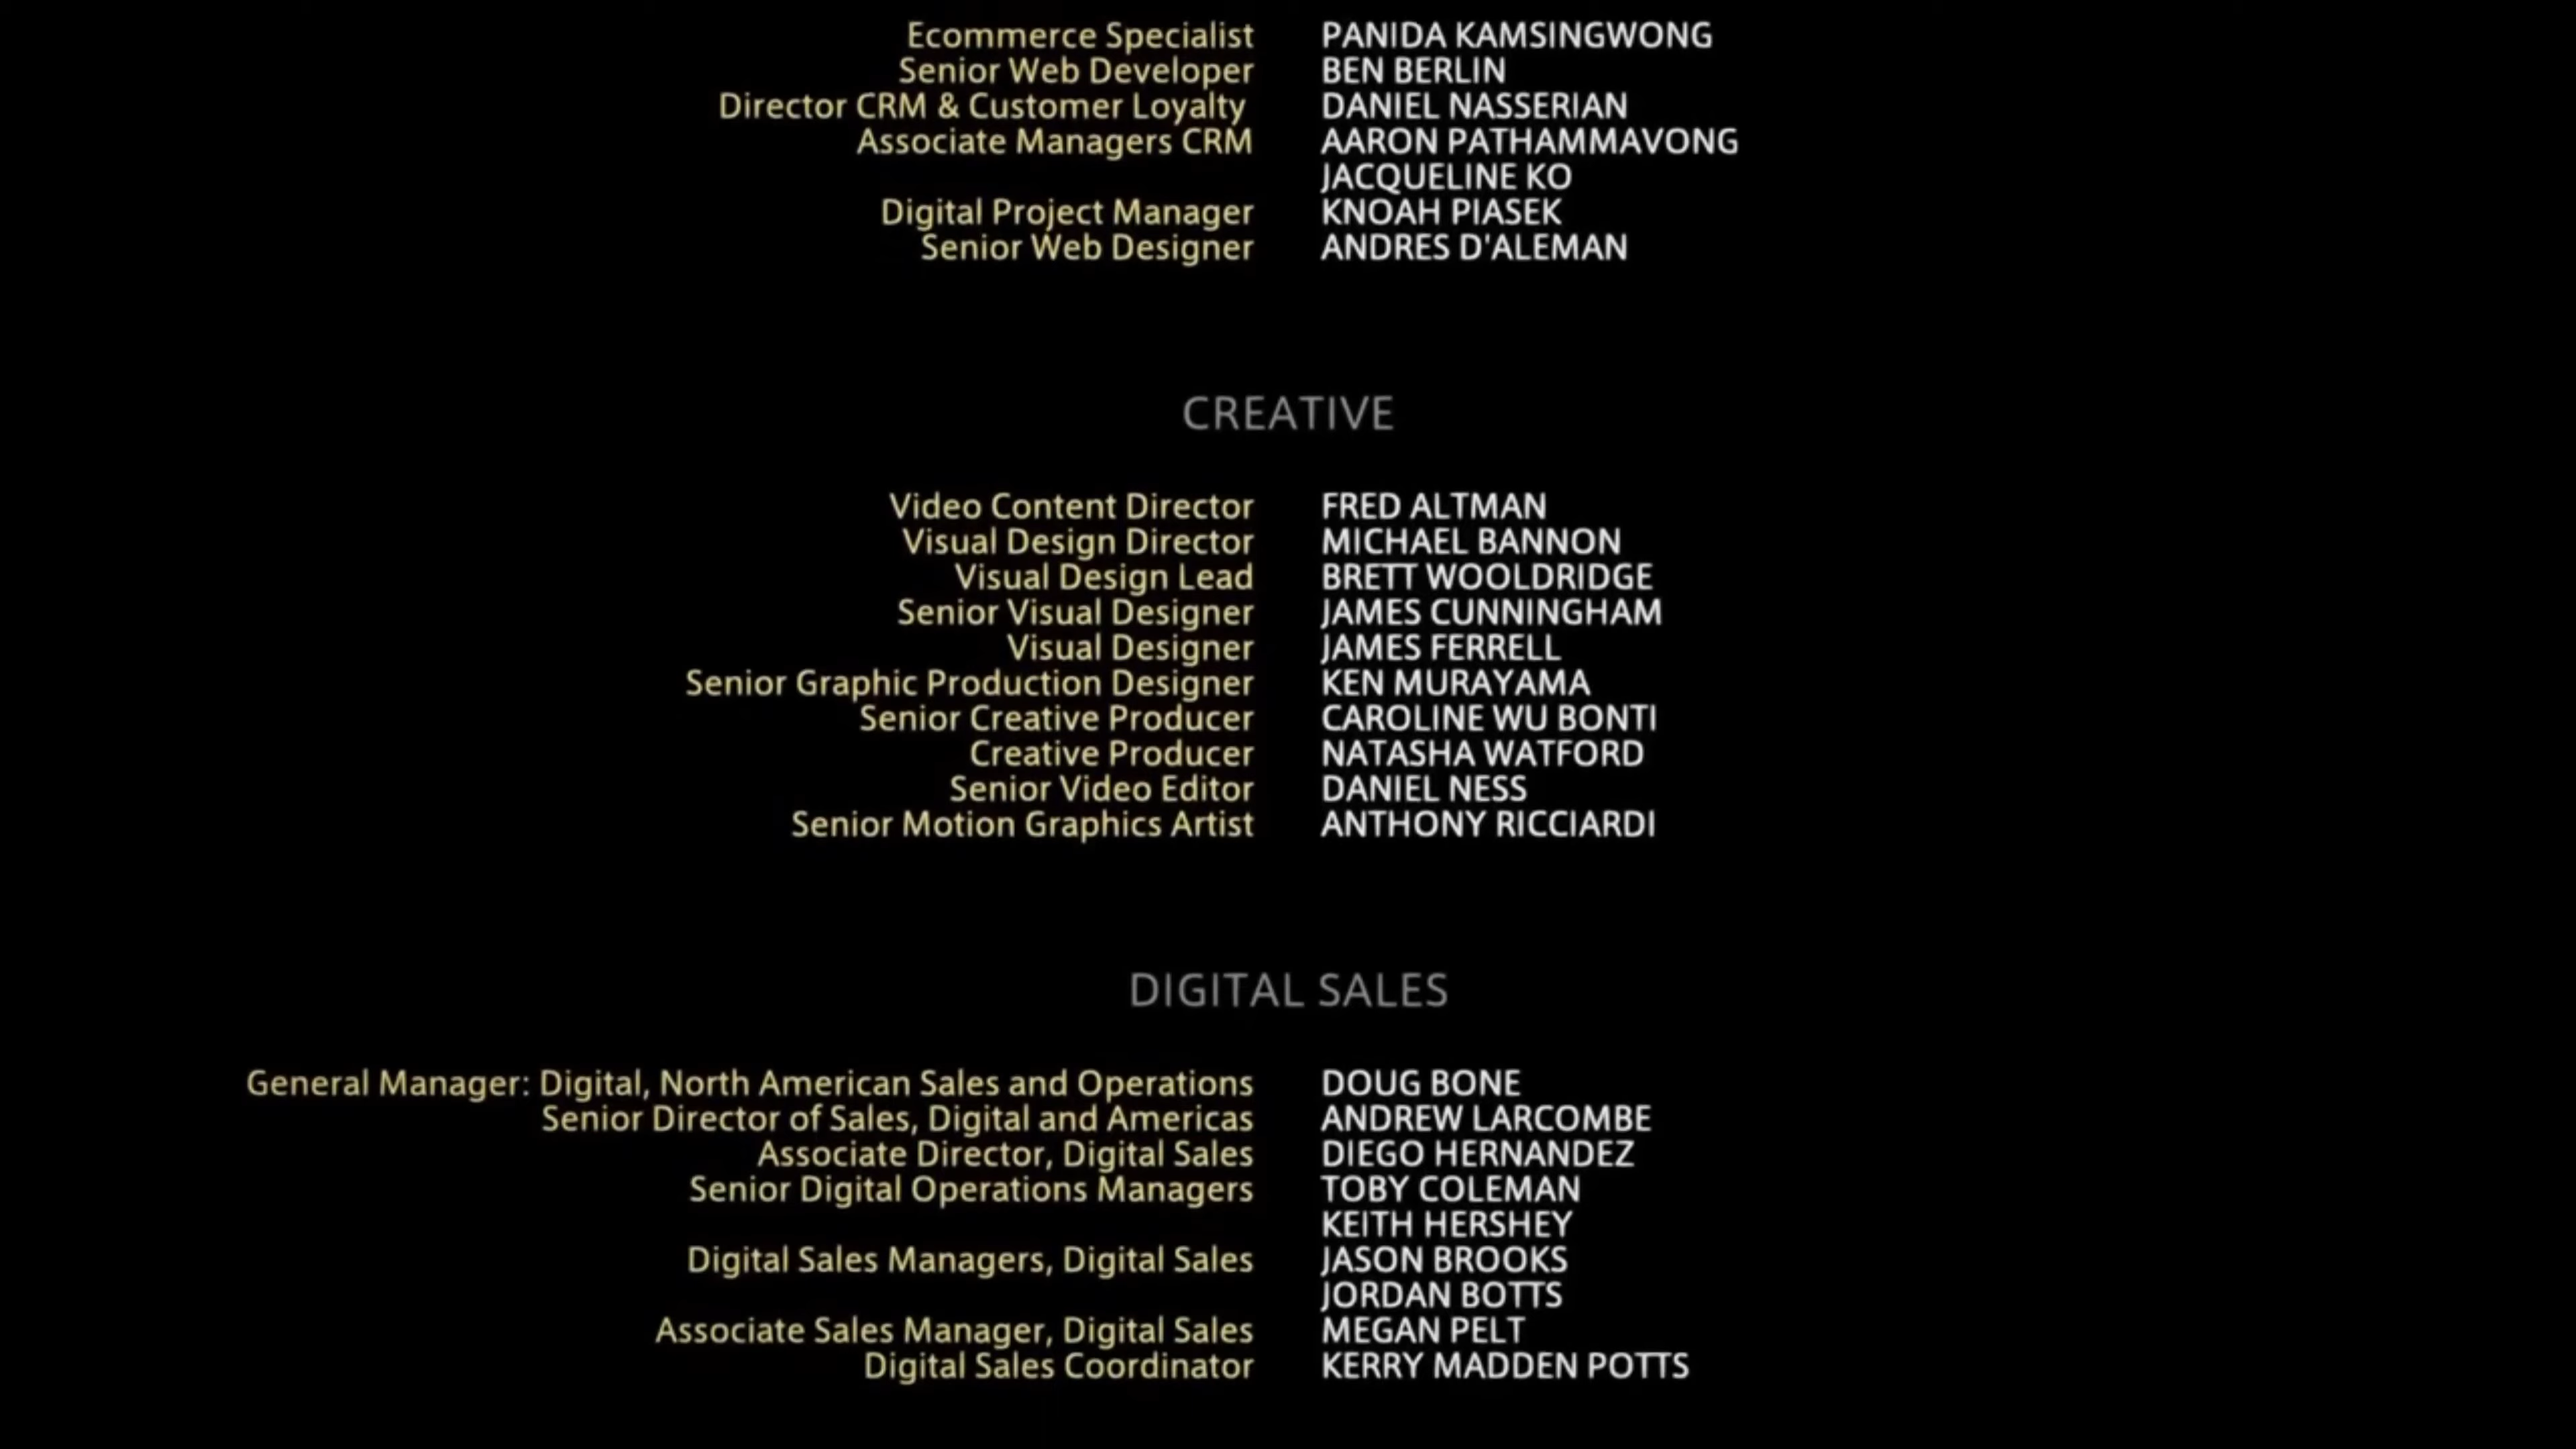 Ecommerce Specialist PANIDA KAMSINGWONG
Senior Web Developer BEN BERLIN
Director CRM & Customer Loyalty DANIEL NASSERIAN
Associate Managers CRM AARON PATHAMMAVONG
JACQUELINE KO
Digital Project Manager KNOAH PIASEK
Senior Web Designer ANDRES D'ALEMAN
CREATIVE
Video Content Director FRED ALTMAN
Visual Design Director MICHAEL BANNON
Visual Design Lead BRETT WOOLDRIDGE
Senior Visual Designer JAMES CUNNINGHAM
Visual Designer JAMES FERRELL
Senior Graphic Production Designer KEN MURAYAMA
Senior Creative Producer CAROLINE WU BONTI
Creative Producer NATASHA WATFORD
Senior Video Editor DANIEL NESS
Senior Motion Graphics Artist ANTHONY RICCIARDI
DIGITAL SALES
General Manager: Digital, North American Sales and Operations DOUG BONE
Senior Director of Sales, Digital and Americas ANDREW LARCOMBE
Associate Director, Digital Sales DIEGO HERNANDEZ
Senior Digital Operations Managers TOBY COLEMAN
KEITH HERSHEY
Digital Sales Managers, Digital Sales JASON BROOKS
JORDAN BOTTS
Associate Sales Manager, Digital Sales MEGAN PELT
Digital Sales Coordinator KERRY MADDEN POTTS